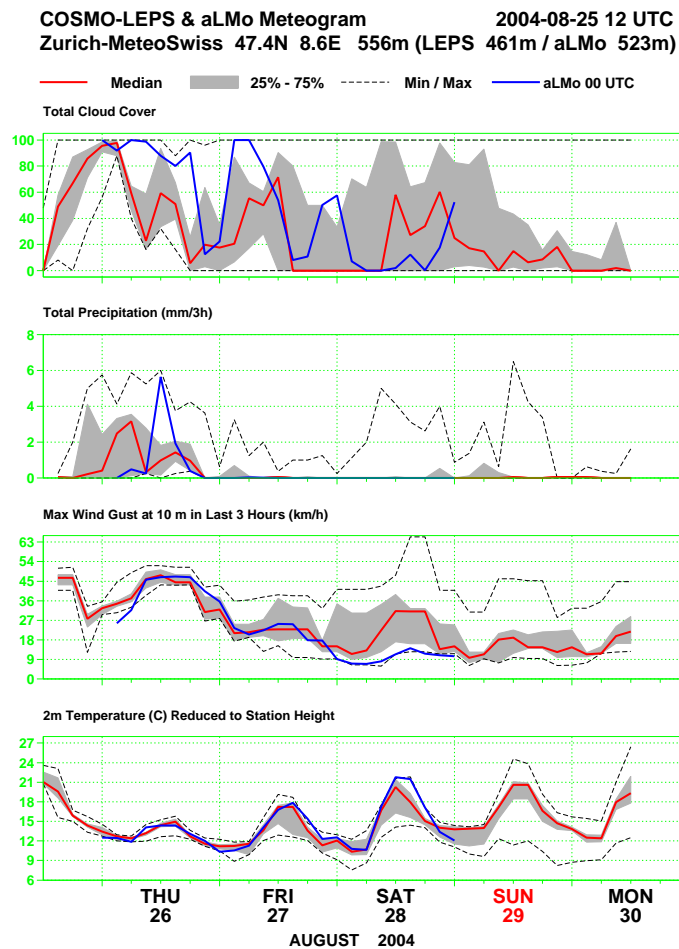 COSMO-LEPS & aLMo Meteogram 2004-08-25 12 UTC
Zurich-MeteoSwiss 47.4N 8.6E 556m (LEPS 461m / aLMo 523m)
Median 25% - 75% Min / Max aLMo 00 UTC
Total Cloud Cover
100
80
60
40
20
0
Total Precipitation (mm/3h)
8
6
4
2
0
Max Wind Gust at 10 m in Last 3 Hours (km/h)
63
54
45
36
27
18
9
0
2m Temperature (C) Reduced to Station Height
27
24
21
18
15
12
9
6
THU FRI SAT SUN MON
26 27 28 29 30
AUGUST 2004